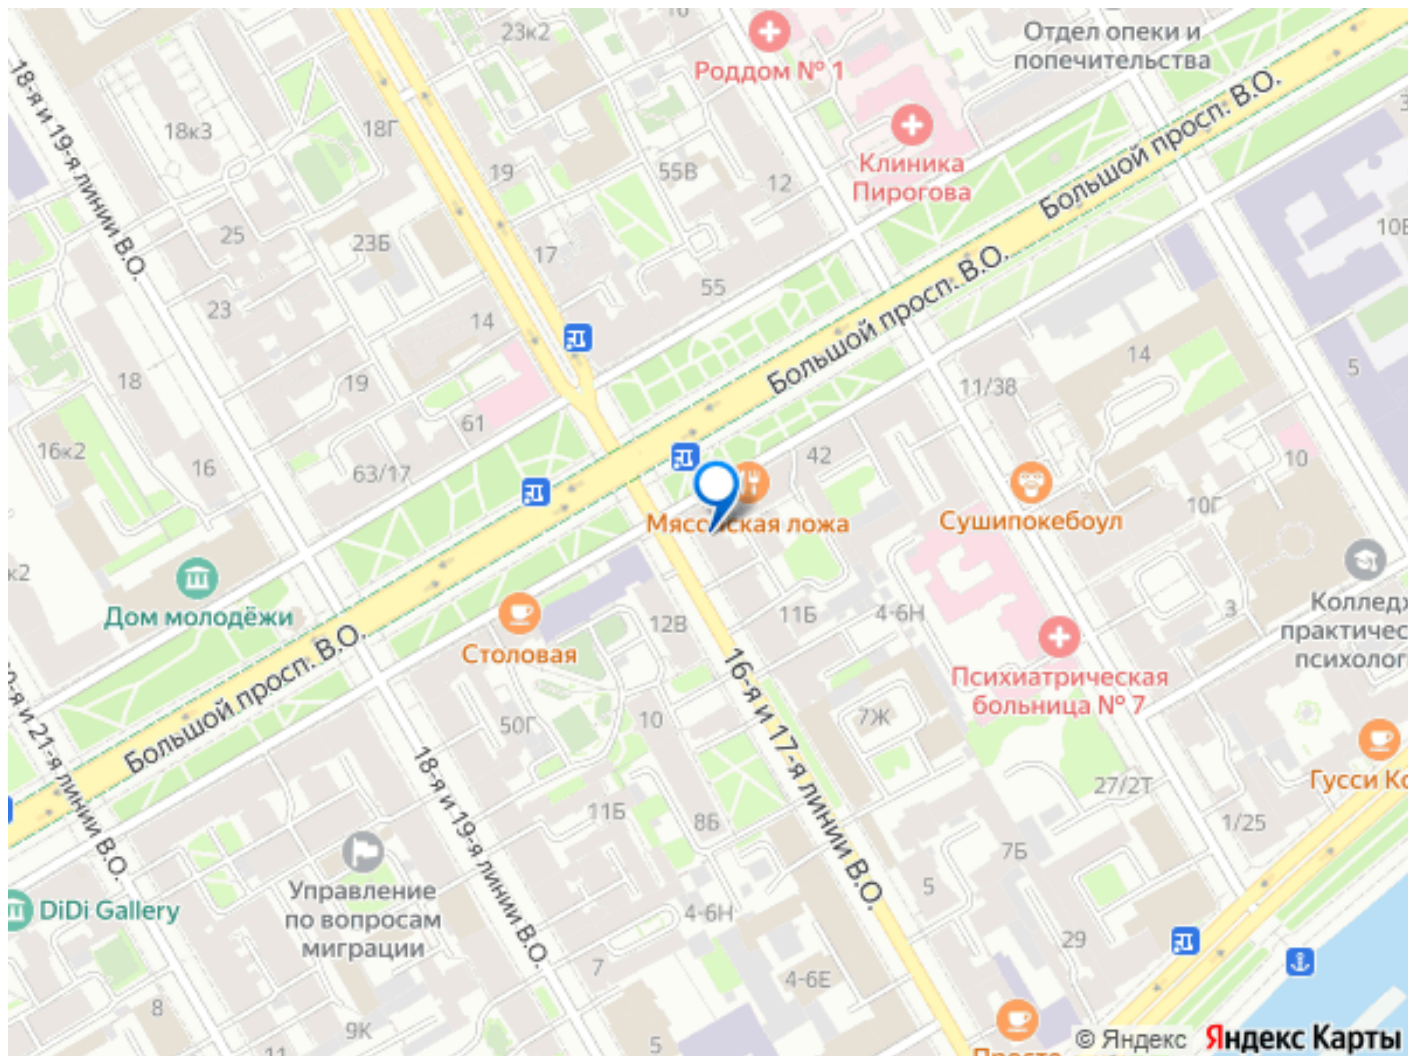 16
23к2
Отдел опеки и
попечительства
Роддом № 1
18-я и 19-я линии В.О.
18к3
18Г
Клиника
Пирогова
Большой просп. В.О.
19
55В
12
25
23Б
17
10Е
Большой просп. В.О.
23
55
14
18
19
14
11/38
5
61
16к2
16
63/17
42
10
10Г
Сушипокебоул
к2
Дом молодёжи
Столовая
12В
11Б
4-6Н
3
Колледж
практичес
психолог
Большой просп. В.О.
16-я и 17-я линии В.О.
Психиатрическая
больница № 7
50Г
10
7Ж
18-я и 19-я линии В.О.
-я и 21-я линии В.О.
27/2Т
Гусси Ко
11Б
8Б
1/25
7Б
Управление
по вопросам
миграции
5
DiDi Gallery
4-6Н
29
7
4-6Е
8
9К
11
5
© Яндекс Яндекс Карты